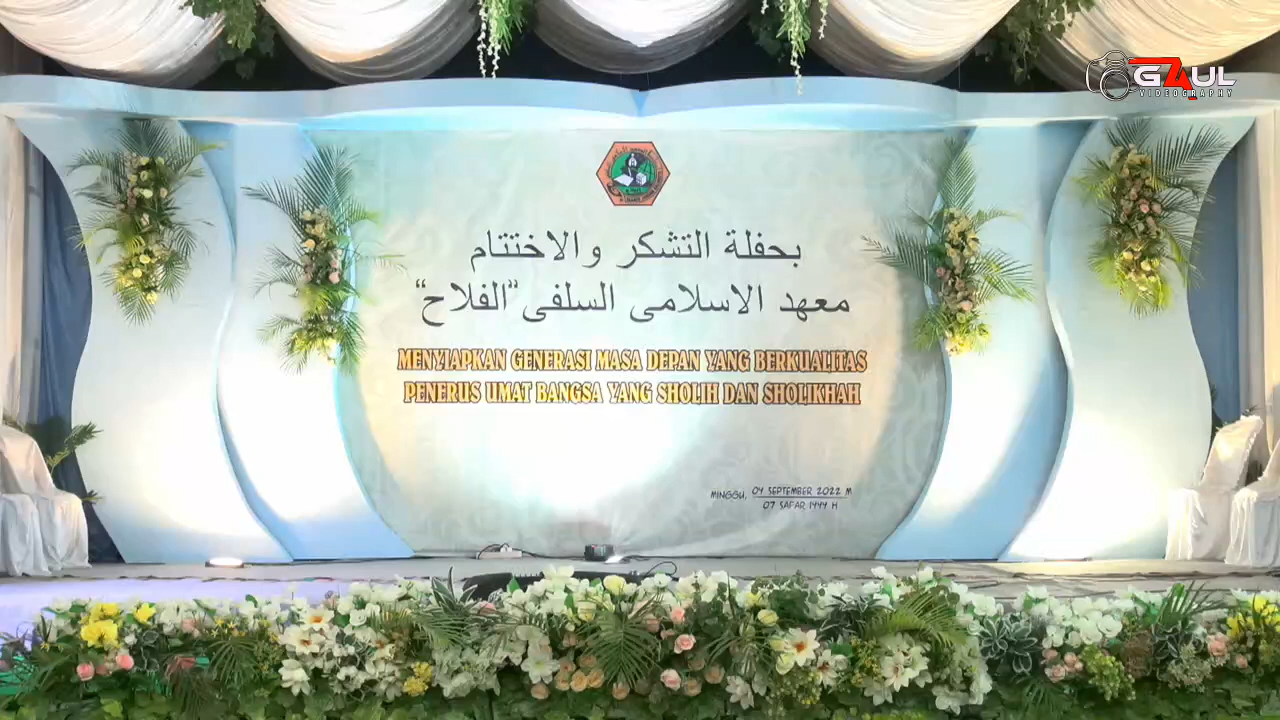 GAUL
VIDEOGRAPHY
بحفلة التشكر والاختتام
معهد الاسلامى السلفى "الفلاح"
MENYIAPKAN GENERASI MASA DEPAN YANG BERKUALITAS
PENERUS UMAT BANGSA YANG SHOLIH DAN SHOLIKHAH
MINGGU, 04 SEPTEMBER 2022 M
07 SAFAR 1444 H